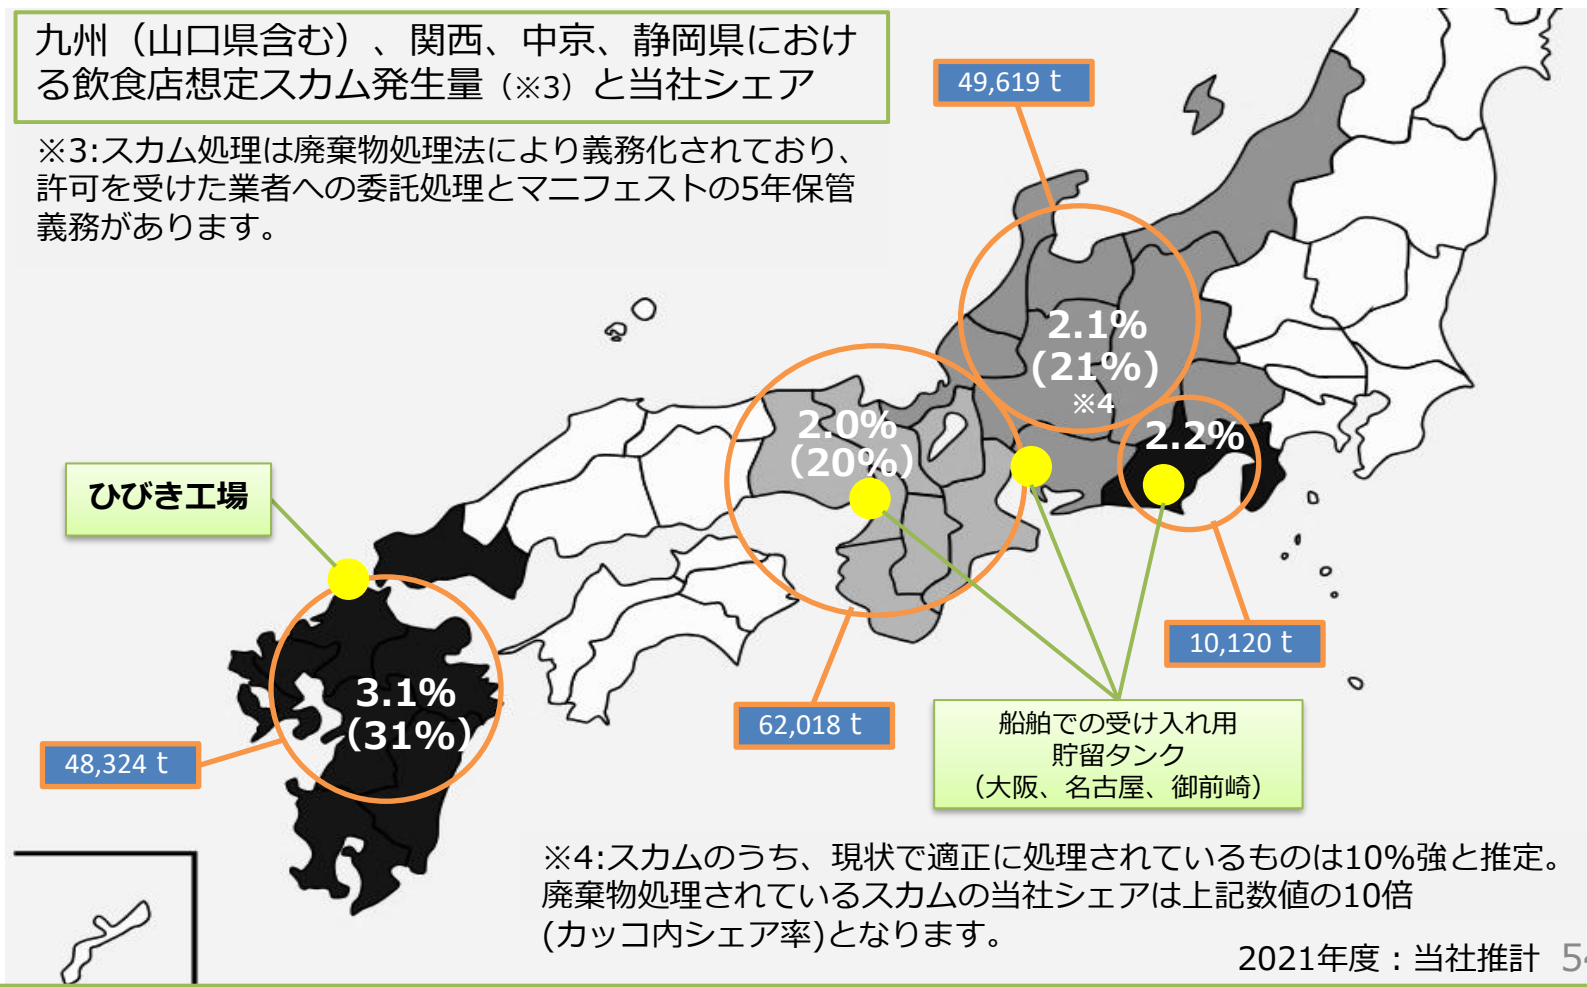 九州（山口県含む）、関西、中京、静岡県におけ
る飲食店想定スカム発生量（※3）と当社シェア
※3:スカム処理は廃棄物処理法により義務化されており、
許可を受けた業者への委託処理とマニフェストの5年保管
義務があります。
49,619 t
2.1%
(21%)
※4
2.0%
(20%)
2.2%
ひびき工場
3.1%
(31%)
48,324 t
62,018 t
10,120 t
船舶での受け入れ用
貯留タンク
（大阪、名古屋、御前崎）
※4:スカムのうち、現状で適正に処理されているものは10%強と推定。
廃棄物処理されているスカムの当社シェアは上記数値の10倍
(カッコ内シェア率)となります。
2021年度：当社推計